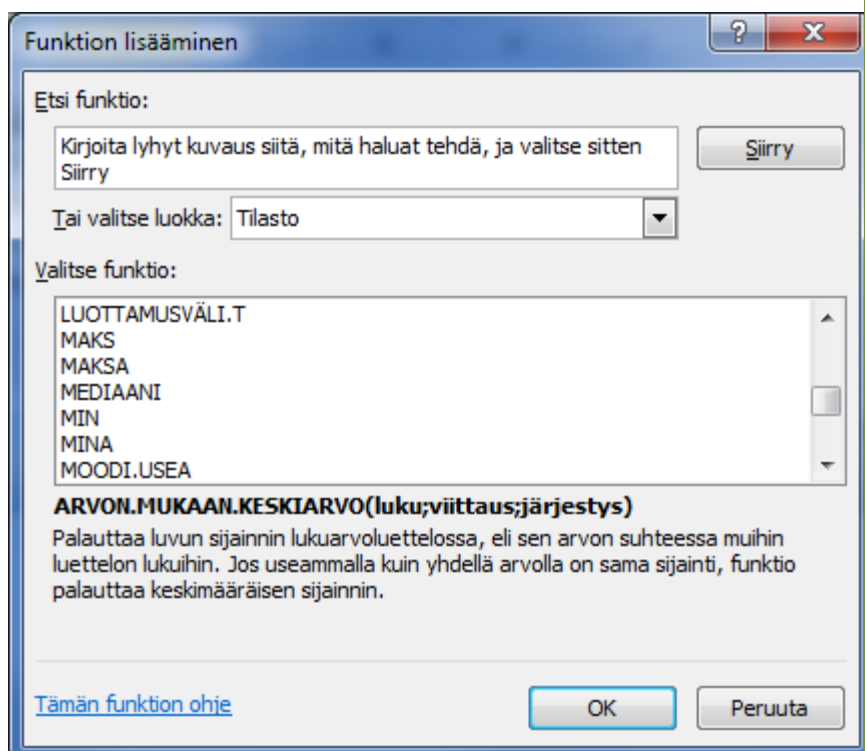 Funktion lisääminen
Etsi funktio:
Kirjoita lyhyt kuvaus siitä, mitä haluat tehdä, ja valitse sitten
Siirry
Siirry
Tai valitse luokka: Tilasto
Valitse funktio:
LUOTTAMUSVÄLI.T
MAKS
MAKSA
MEDIAANI
MIN
MINA
MOODI.USEA
ARVON.MUKAAN.KESKIARVO(luku;viittaus;järjestys)
Palauttaa luvun sijainnin lukuarvoluettelossa, eli sen arvon suhteessa muihin
luettelon lukuihin. Jos useammalla kuin yhdellä arvolla on sama sijainti, funktio
palauttaa keskimääräisen sijainnin.
Tämän funktion ohje
OK
Peruuta